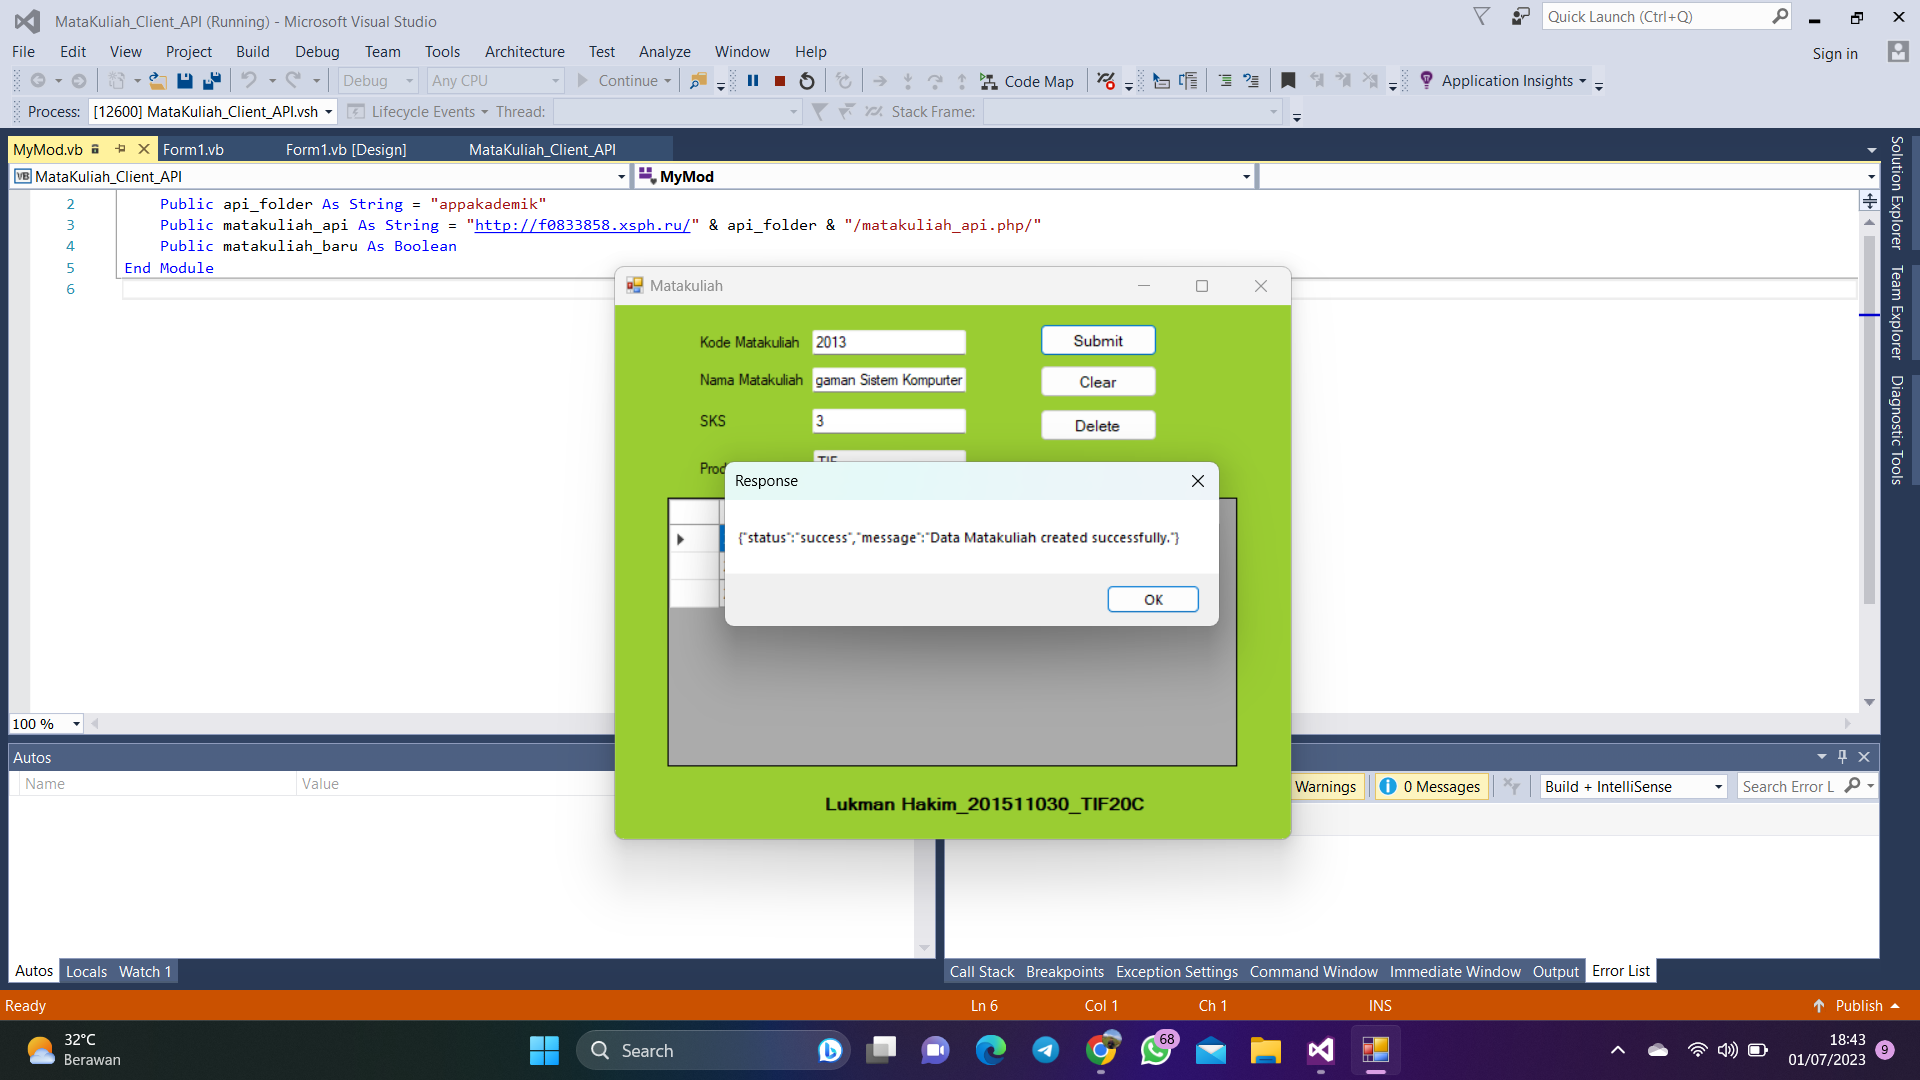 MataKuliah_Client_API (Running) - Microsoft Visual Studio
Quick Launch (Ctrl+Q)
File Edit View Project Build Debug Team Tools Architecture Test Analyze Window Help
Sign in
Debug Any CPU Continue Code Map Application Insights
Process: [12600] MataKuliah_Client_API.vsh Lifecycle Events Thread: Stack Frame:
MyMod.vb Form1.vb Form1.vb [Design] MataKuliah_Client_API
VB MataKuliah_Client_API MyMod
2 Public api_folder As String = "appakademik"
3 Public matakuliah_api As String = "http://f0833858.xsph.ru/" & api_folder & "/matakuliah_api.php/"
4 Public matakuliah_baru As Boolean
5 End Module
6
Solution Explorer
Team Explorer
Diagnostic Tools
Matakuliah
Kode Matakuliah 2013 Submit
Nama Matakuliah gaman Sistem Kompurter Clear
SKS 3 Delete
TIF
Response
{"status":"success","message":"Data Matakuliah created successfully."}
OK
Lukman Hakim_201511030_TIF20C
100 %
Autos
Name Value
Warnings 0 Messages Build + IntelliSense Search Error L
Autos Locals Watch 1
Call Stack Breakpoints Exception Settings Command Window Immediate Window Output Error List
Ready Ln 6 Col 1 Ch 1 INS Publish
32°C
Berawan
Search
68
18:43
01/07/2023
9